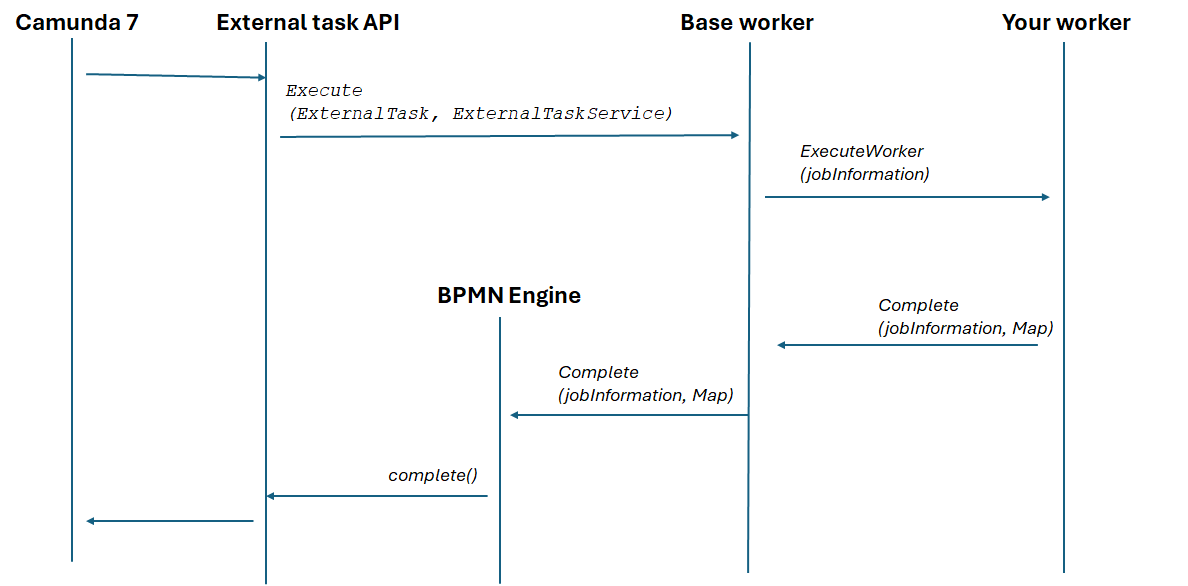 Camunda 7
External task API
Base worker
Your worker
Execute
(ExternalTask, ExternalTaskService)
ExecuteWorker
(jobInformation)
BPMN Engine
Complete
(jobInformation, Map)
Complete
(jobInformation, Map)
complete()